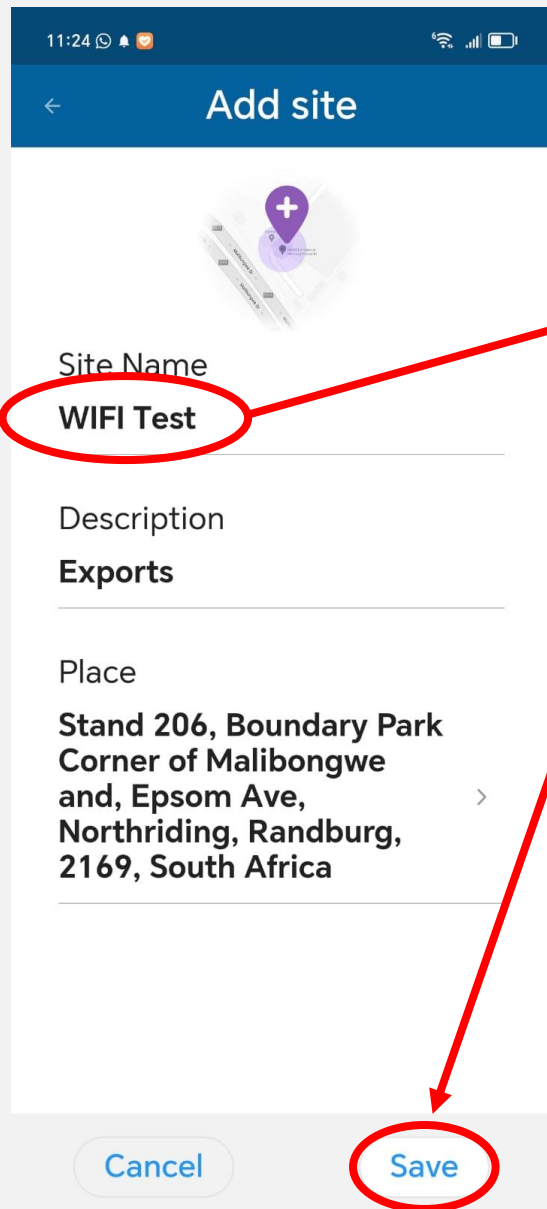 11:24
Add site
Site Name
WIFI Test
Description
Exports
Place
Stand 206, Boundary Park
Corner of Malibongwe
and, Epsom Ave,
Northriding, Randburg,
2169, South Africa
Cancel
Save